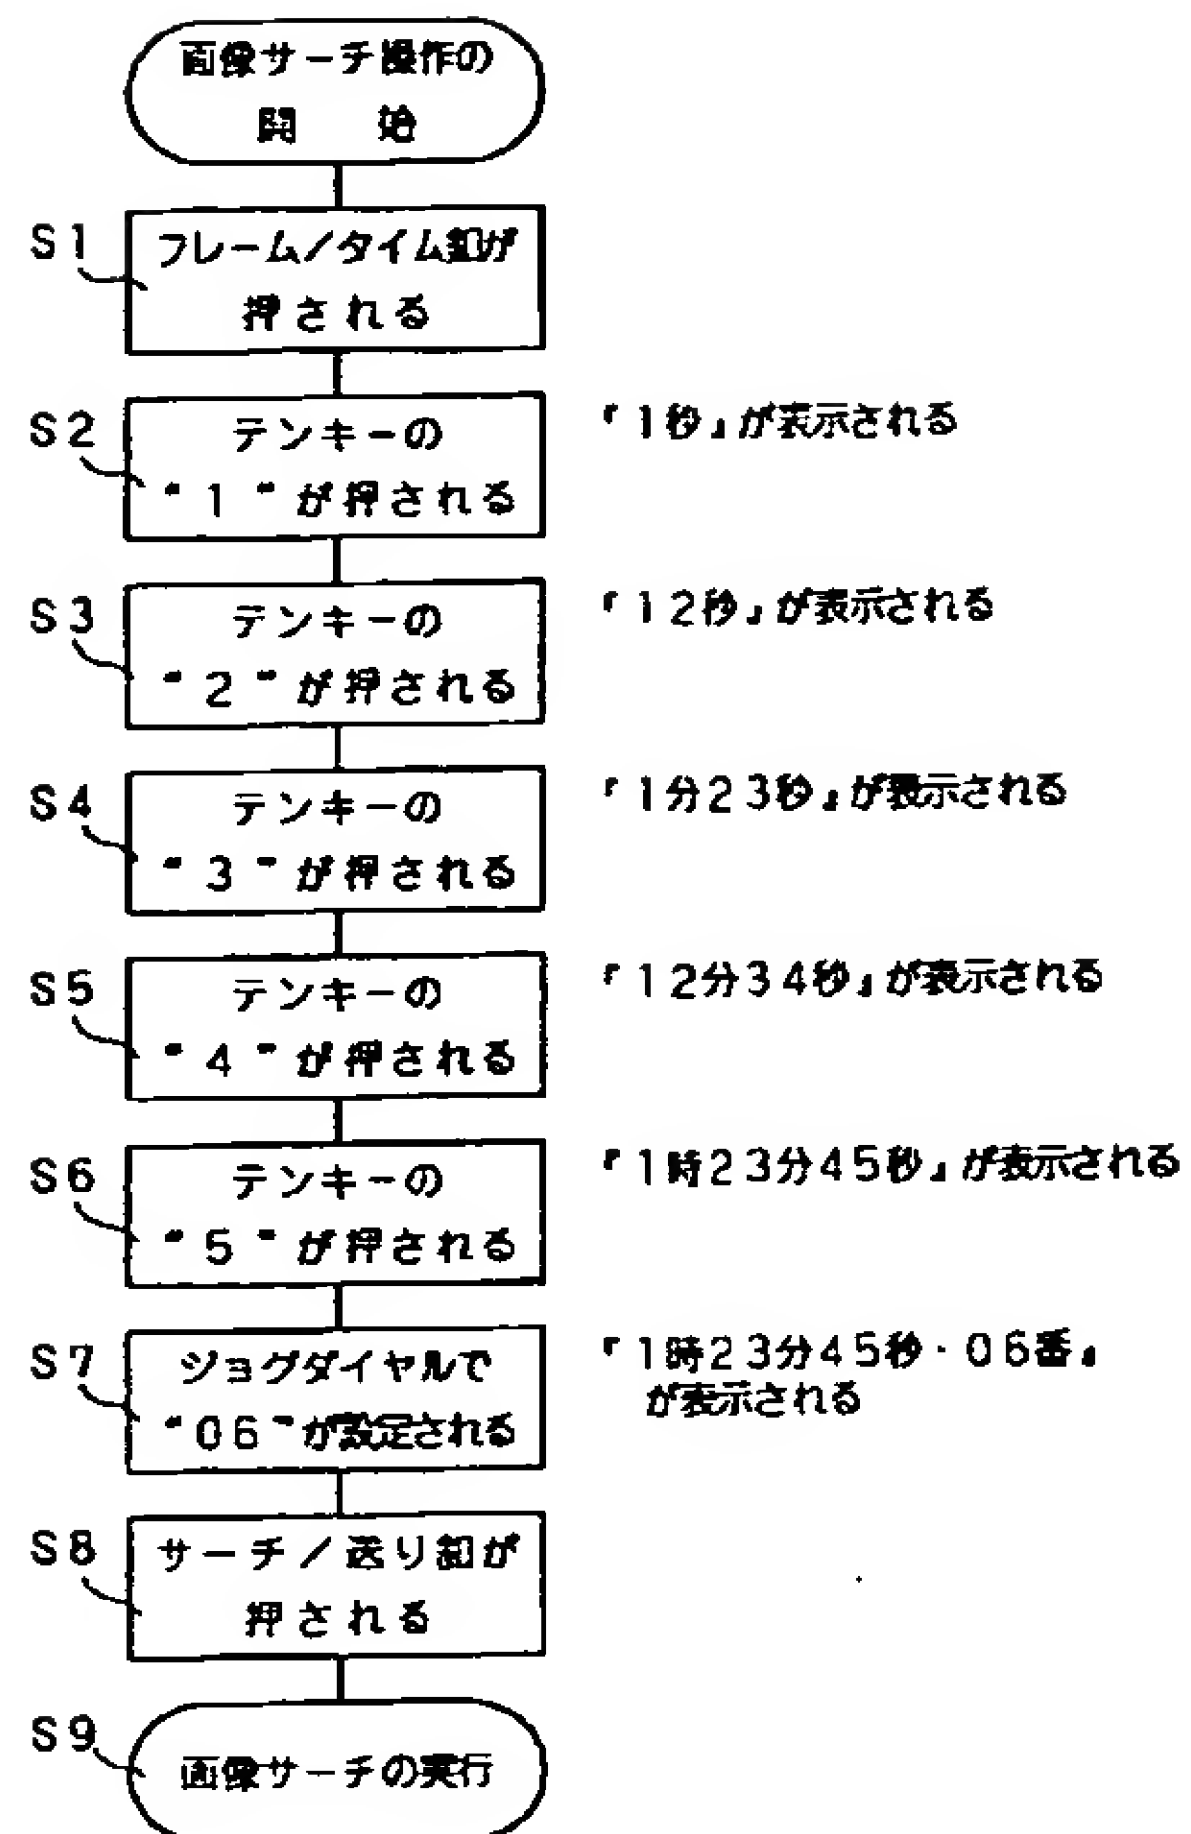 画像サーチ操作の
開 始
S1
フレーム/タイム釦が
押される
S2
テンキーの
“1”が押される
『1秒』が表示される
S3
テンキーの
“2”が押される
『12秒』が表示される
S4
テンキーの
“3”が押される
『1分23秒』が表示される
S5
テンキーの
“4”が押される
『12分34秒』が表示される
S6
テンキーの
“5”が押される
『1時23分45秒』が表示される
S7
ジョグダイヤルで
“06”が設定される
『1時23分45秒・06番』
が表示される
S8
サーチ/送り釦が
押される
S9
画像サーチの実行